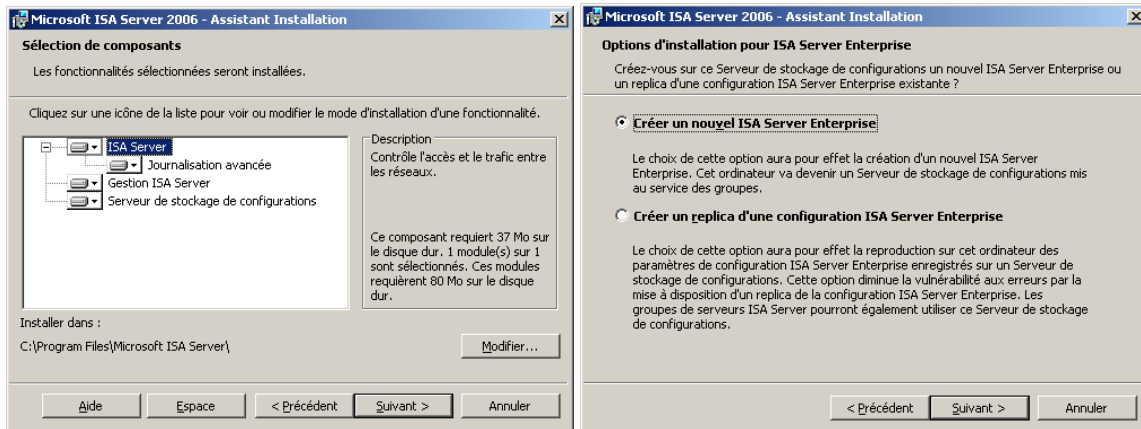 Microsoft ISA Server 2006 - Assistant Installation
Sélection de composants
Les fonctionnalités sélectionnées seront installées.
Cliquez sur une icône de la liste pour voir ou modifier le mode d'installation d'une fonctionnalité.
ISA Server
Journalisation avancée
Gestion ISA Server
Serveur de stockage de configurations
Description
Contrôle l'accès et le trafic entre
les réseaux.
Ce composant requiert 37 Mo sur
le disque dur. 1 module(s) sur 1
sont sélectionnés. Ces modules
requièrent 80 Mo sur le disque
dur.
Installer dans :
C:\Program Files\Microsoft ISA Server\
Modifier...
Aide
Espace
< Précédent
Suivant >
Annuler
Microsoft ISA Server 2006 - Assistant Installation
Options d'installation pour ISA Server Enterprise
Créez-vous sur ce Serveur de stockage de configurations un nouvel ISA Server Enterprise ou
un replica d'une configuration ISA Server Enterprise existante ?
Créer un nouvel ISA Server Enterprise
Le choix de cette option aura pour effet la création d'un nouvel ISA Server
Enterprise. Cet ordinateur va devenir un Serveur de stockage de configurations mis
au service des groupes.
Créer un replica d'une configuration ISA Server Enterprise
Le choix de cette option aura pour effet la reproduction sur cet ordinateur des
paramètres de configuration ISA Server Enterprise enregistrés sur un Serveur de
stockage de configurations. Cette option diminue la vulnérabilité aux erreurs par la
mise à disposition d'un replica de la configuration ISA Server Enterprise. Les
groupes de serveurs ISA Server pourront également utiliser ce Serveur de stockage
de configurations.
< Précédent
Suivant >
Annuler